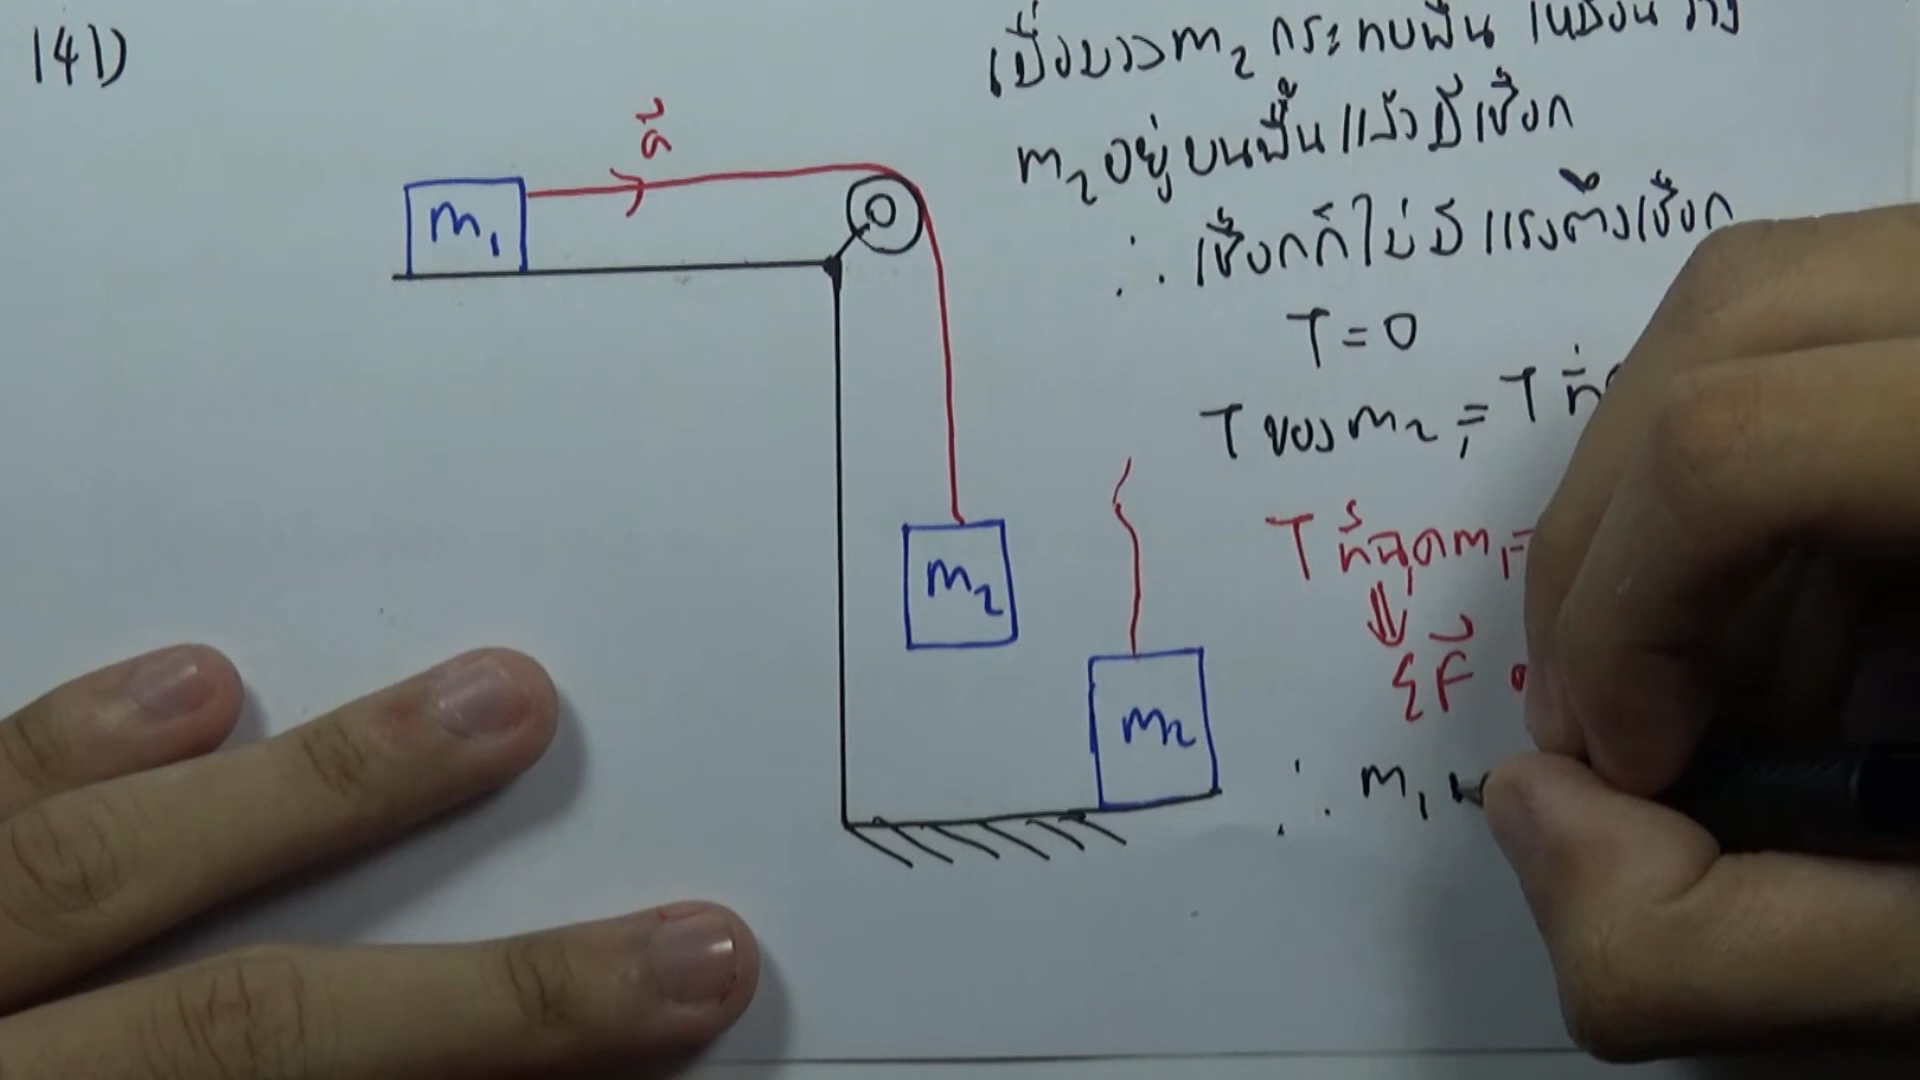 141)
เมื่อมวล m₂ กระทบพื้น เหมือน วาง
m₂ อยู่บนพื้นแล้วมีเชือก
∴ เชือกก็ไม่มีแรงตึงเชือก
T = 0
T ของ m₂ = T ที่
T ที่ฉุด m₁ =
⇓
ΣF⃗
∴ m₁
a⃗
m₁
m₂
m₂